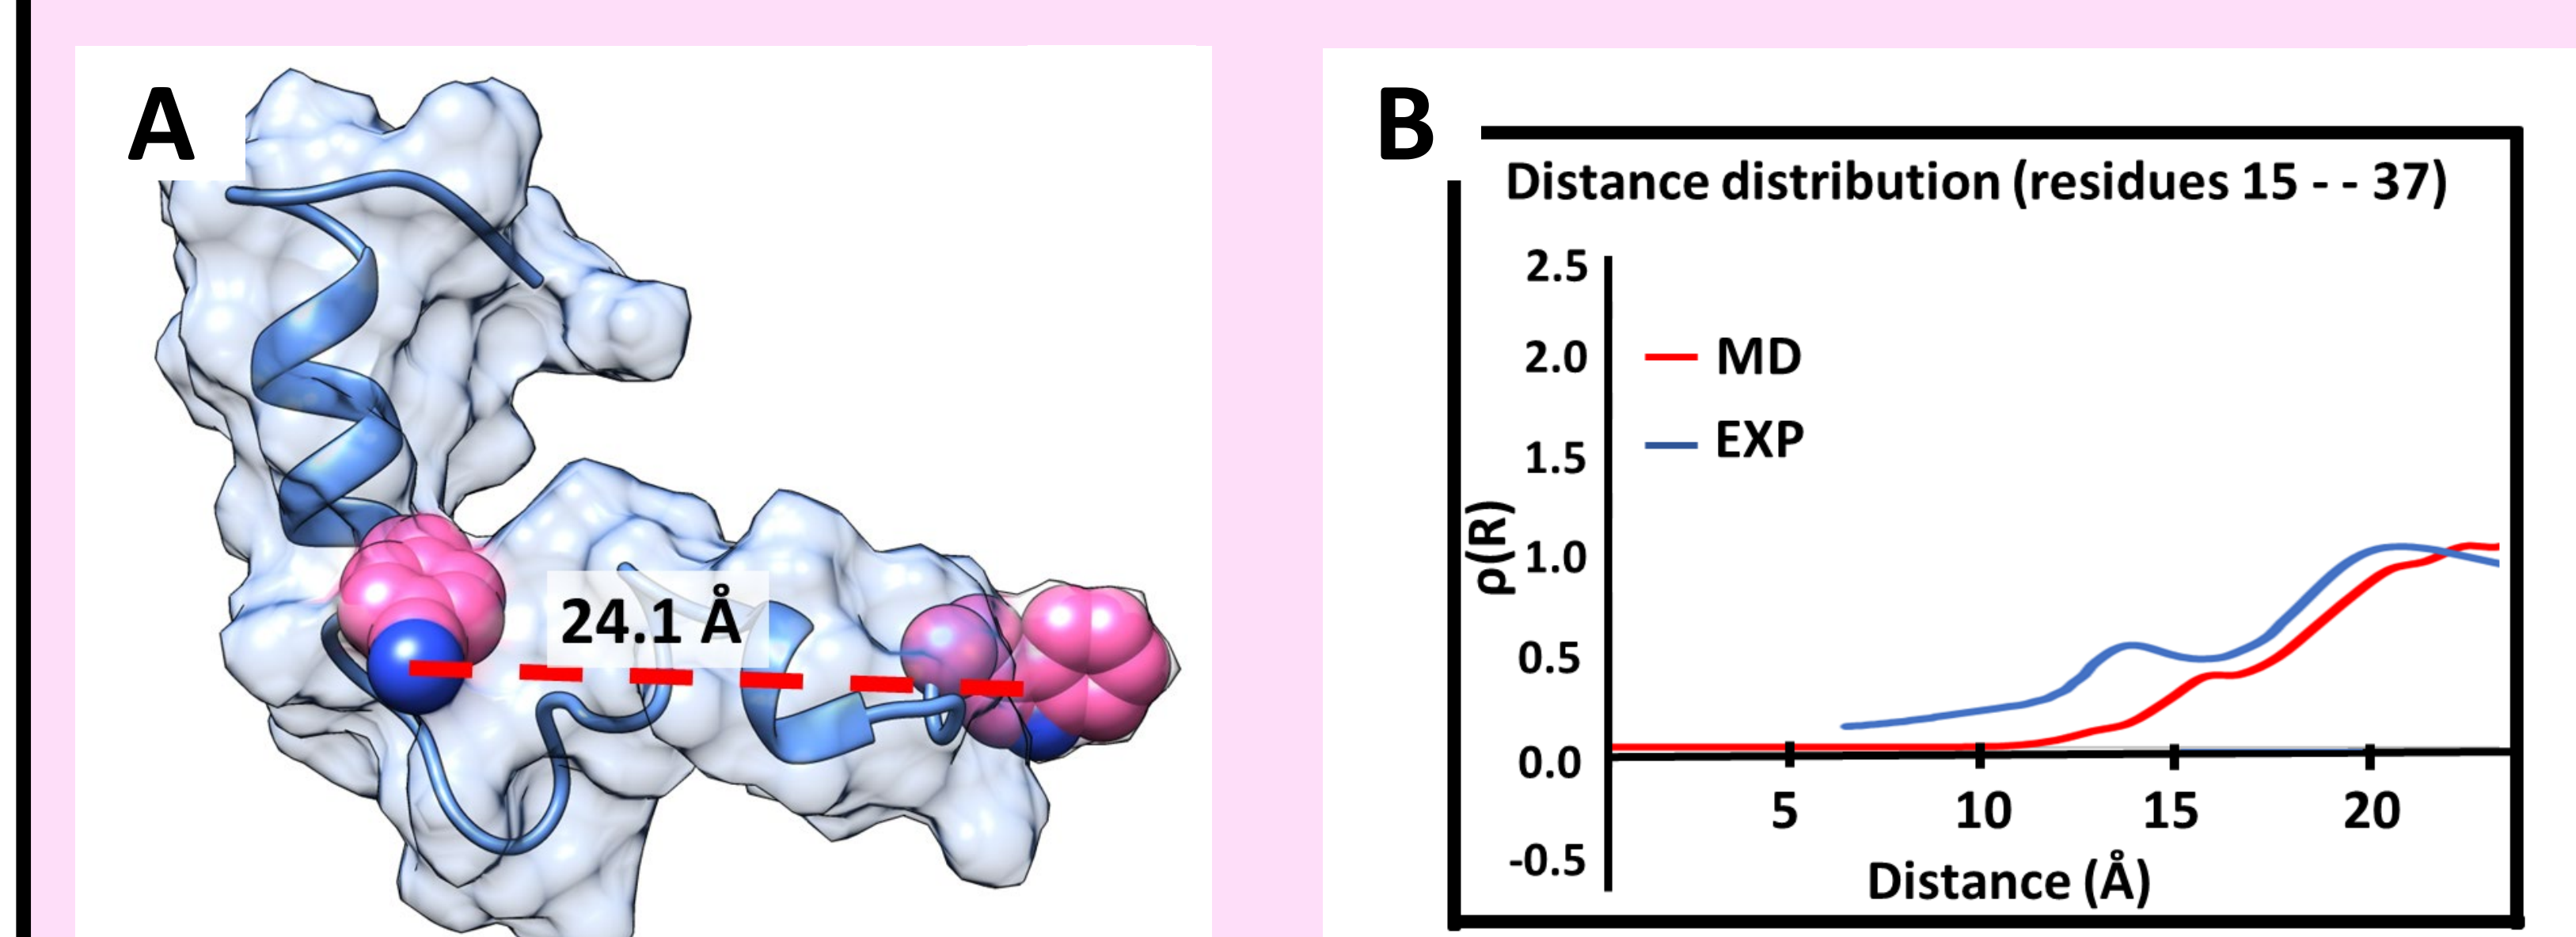 A
24.1 Å
B
Distance distribution (residues 15 - - 37)
2.5
2.0
1.5
1.0
0.5
0.0
-0.5
ρ(R)
MD
EXP
5 10 15 20
Distance (Å)